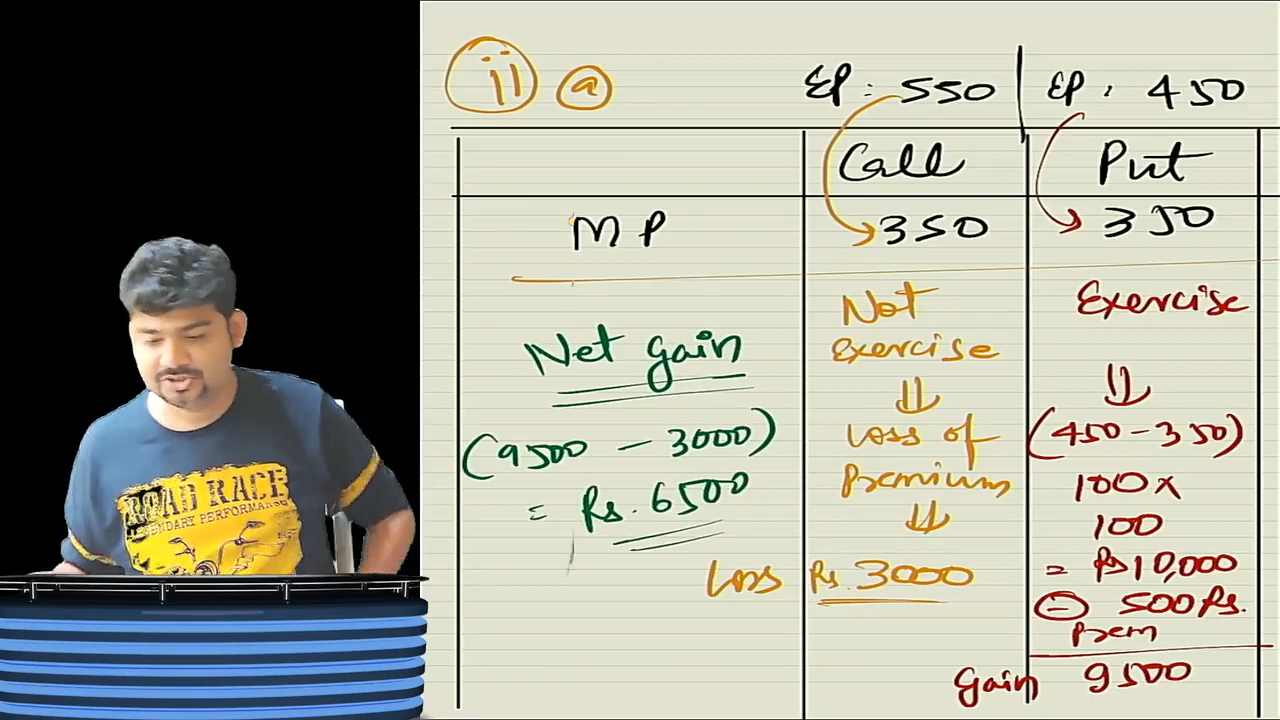 ii a EP : 550 EP : 450
Call Put
MP 350 350
Not
exercise
⇓
Loss of
Premium
⇓
Loss Rs. 3000
Exercise
⇓
(450 - 350)
100 x
100
= Rs 10,000
- 500 Rs.
Prem
Gain 9500
Net gain
(9500 - 3000)
= Rs. 6500
ROAD RACE
LEGENDARY PERFORMANCE